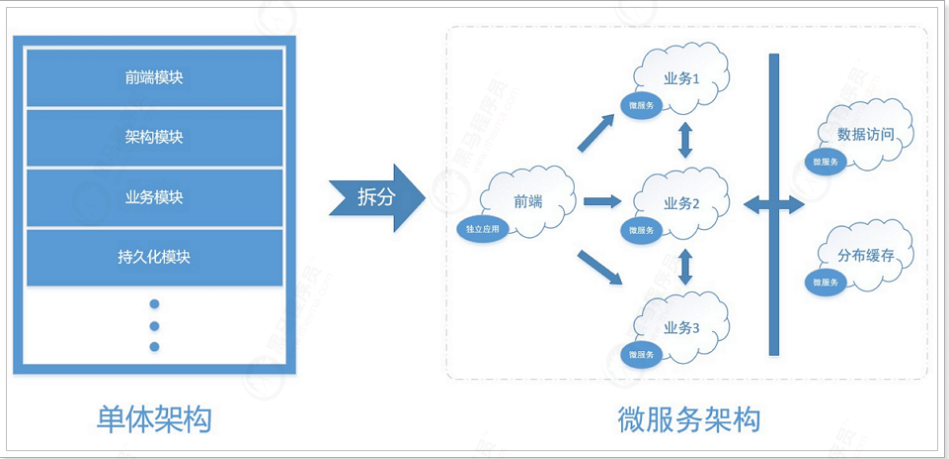 前端模块
架构模块
业务模块
持久化模块
单体架构
拆分
前端
独立应用
业务1
微服务
业务2
微服务
业务3
微服务
数据访问
微服务
分布缓存
微服务
微服务架构